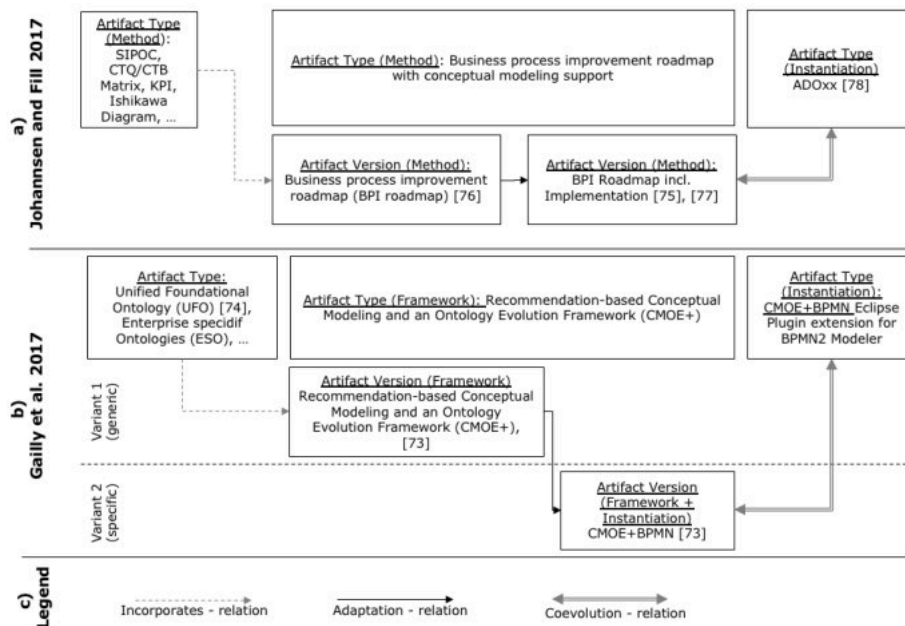 a)
Johannsen and Fill 2017
Artifact Type
(Method):
SIPOC,
CTQ/CTB
Matrix, KPI,
Ishikawa
Diagram, ...
Artifact Type (Method): Business process improvement roadmap
with conceptual modeling support
Artifact Type
(Instantiation)
ADOxx [78]
Artifact Version (Method):
Business process improvement
roadmap (BPI roadmap) [76]
Artifact Version (Method):
BPI Roadmap incl.
Implementation [75], [77]
b)
Gailly et al. 2017
Artifact Type:
Unified Foundational
Ontology (UFO) [74],
Enterprise specidif
Ontologies (ESO), ...
Artifact Type (Framework): Recommendation-based Conceptual
Modeling and an Ontology Evolution Framework (CMOE+)
Artifact Type
(Instantiation):
CMOE+BPMN Eclipse
Plugin extension for
BPMN2 Modeler
Variant 1
(generic)
Artifact Version (Framework)
Recommendation-based Conceptual
Modeling and an Ontology
Evolution Framework (CMOE+),
[73]
Variant 2
(specific)
Artifact Version
(Framework +
Instantiation)
CMOE+BPMN [73]
c)
Legend
Incorporates - relation
Adaptation - relation
Coevolution - relation